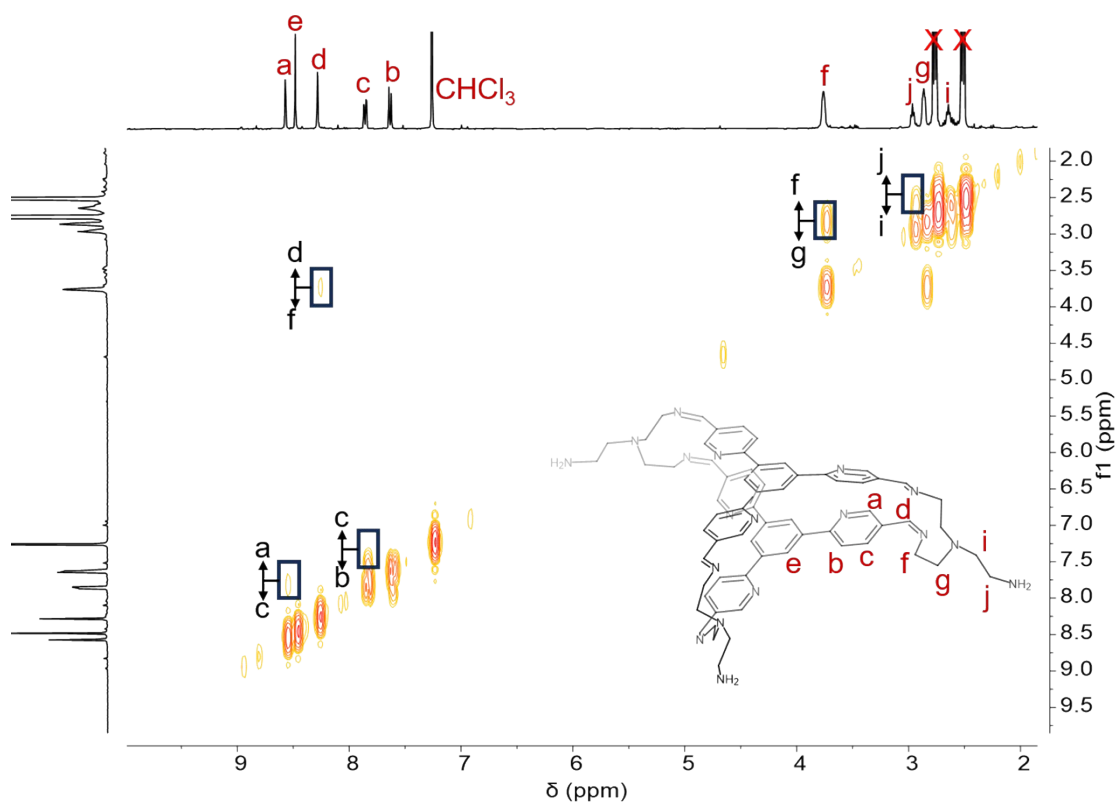 e
a
d
c
b
CHCl3
f
j
g
X
i
X
2.0
2.5
3.0
3.5
4.0
4.5
5.0
5.5
6.0
6.5
7.0
7.5
8.0
8.5
9.0
9.5
f1 (ppm)
j
i
f
g
d
f
c
b
a
c
N
N
H2N
N
N
N
N
N
N
a
d
N
N
i
e
b
c
f
g
j
NH2
N
N
N
N
NH2
9
8
7
6
5
4
3
2
δ (ppm)